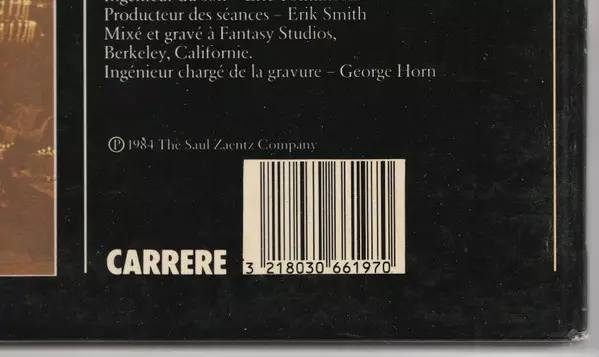 Producteur des séances – Erik Smith
Mixé et gravé à Fantasy Studios,
Berkeley, Californie.
Ingénieur chargé de la gravure – George Horn
Ⓟ 1984 The Saul Zaentz Company
CARRERE
3 218030 661970